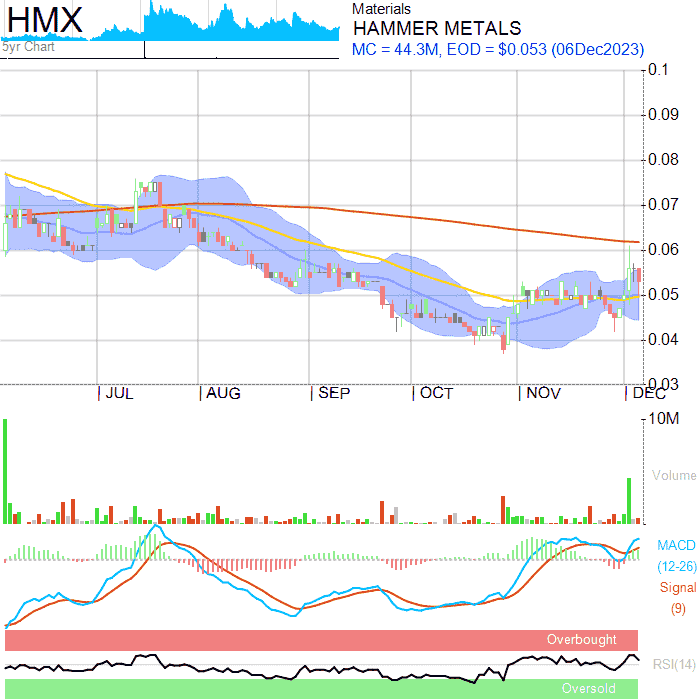 HMX
5yr Chart
Materials
HAMMER METALS
MC = 44.3M, EOD = $0.053 (06Dec2023)
0.1
0.09
0.08
0.07
0.06
0.05
0.04
0.03
JUL AUG SEP OCT NOV DEC
10M
Volume
MACD
(12-26)
Signal
(9)
Overbought
RSI(14)
Oversold